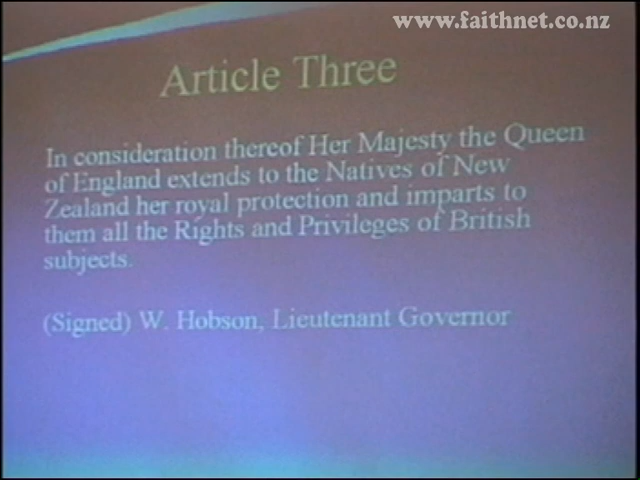 www.faithnet.co.nz
Article Three
In consideration thereof Her Majesty the Queen
of England extends to the Natives of New
Zealand her royal protection and imparts to
them all the Rights and Privileges of British
subjects.
(Signed) W. Hobson, Lieutenant Governor